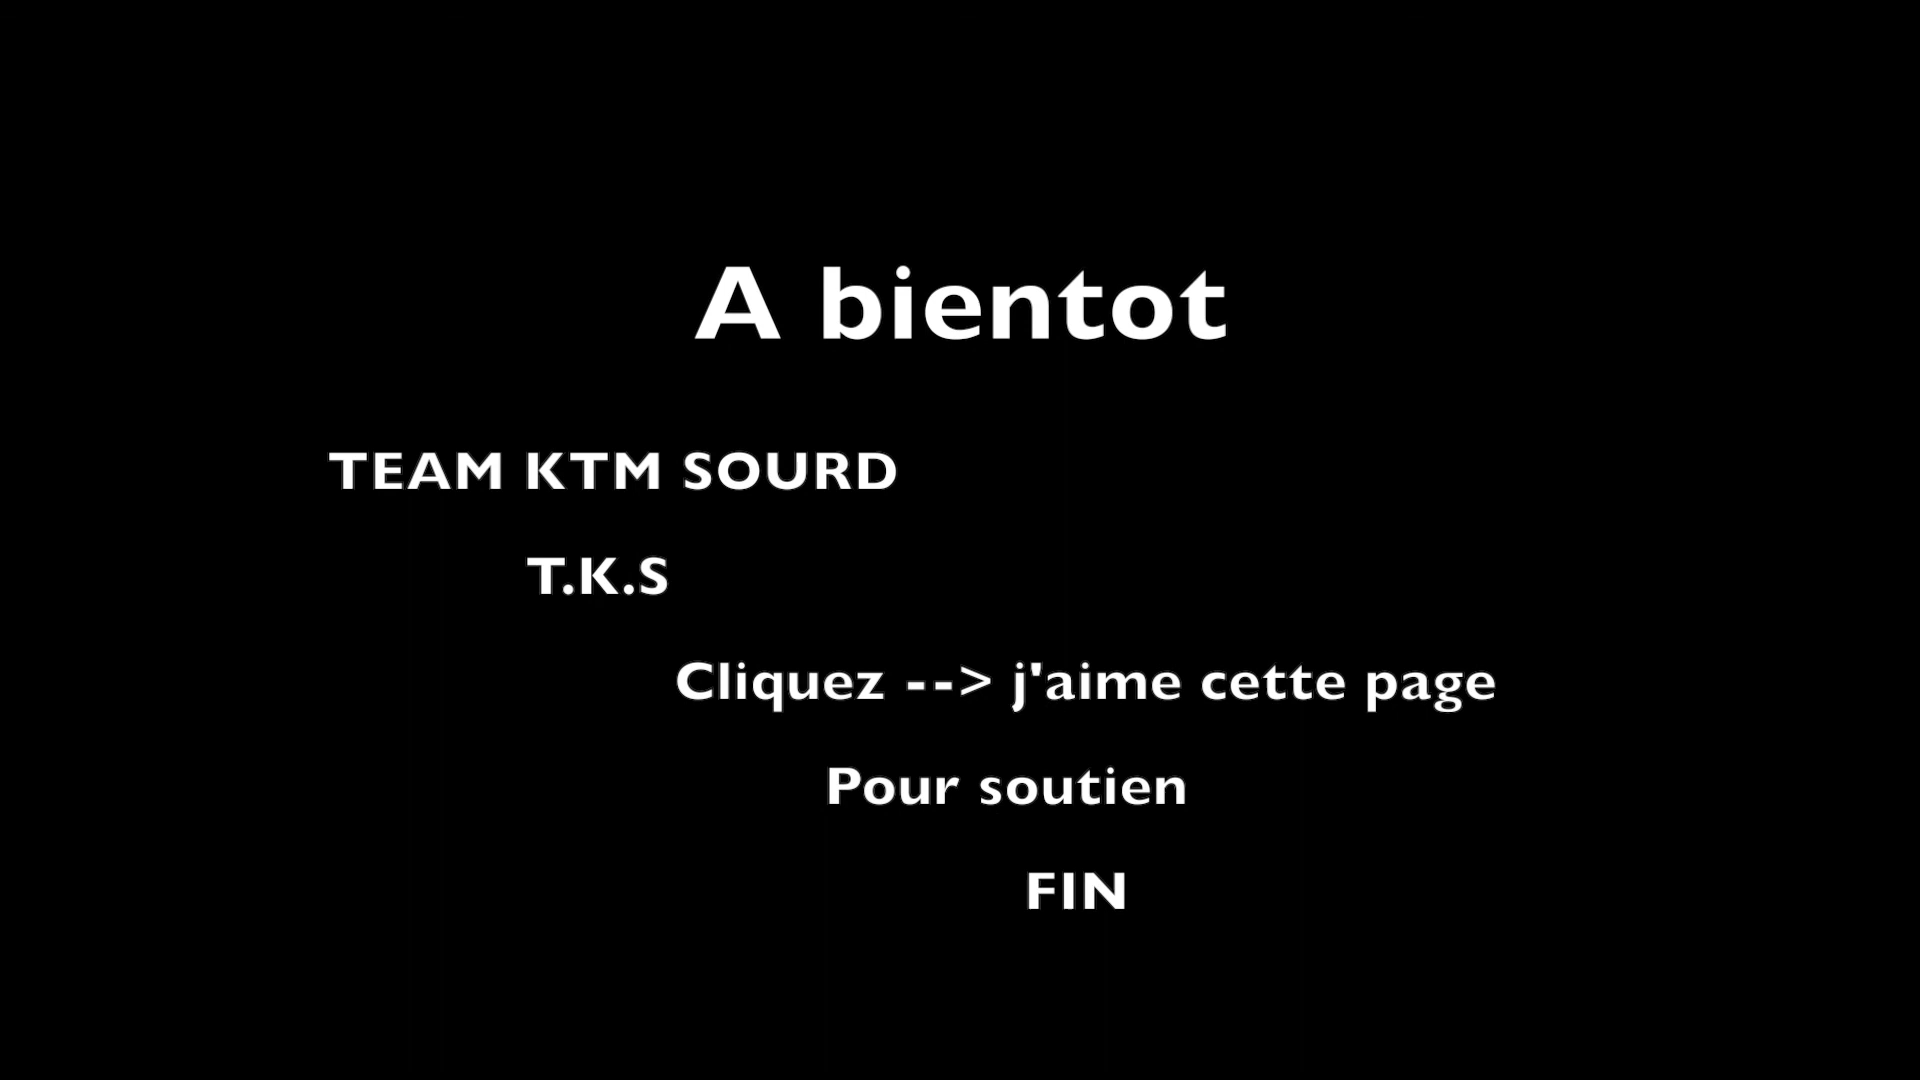 A bientot
TEAM KTM SOURD
T.K.S
Cliquez --> j'aime cette page
Pour soutien
FIN